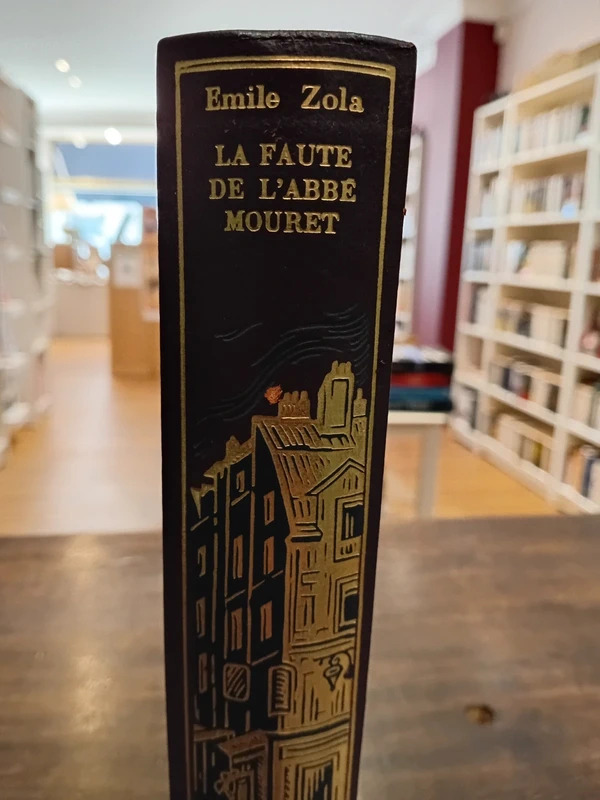 Emile Zola
LA FAUTE
DE L'ABBE
MOURET